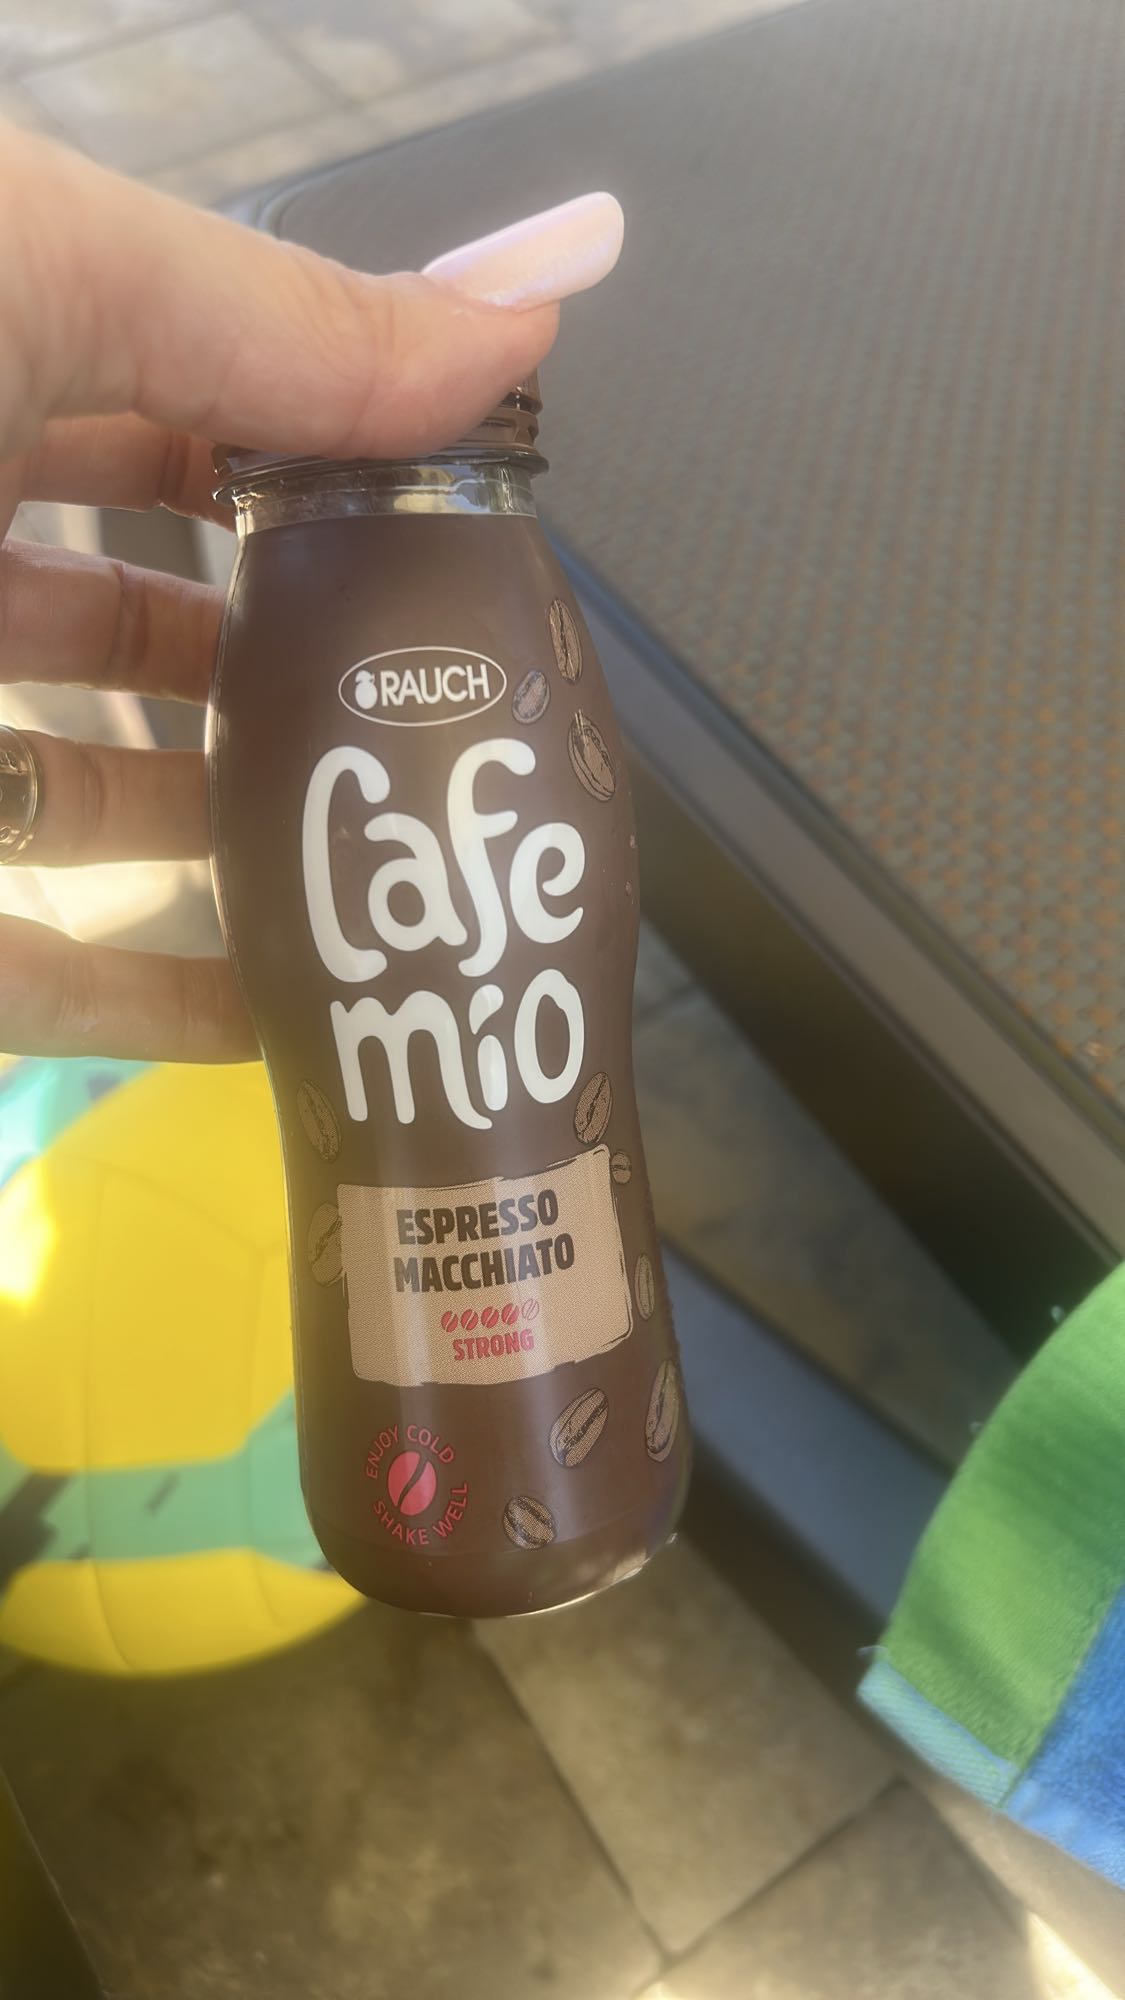 RAUCH
Cafe
mio
ESPRESSO
MACCHIATO
STRONG
ENJOY COLD
SHAKE WELL